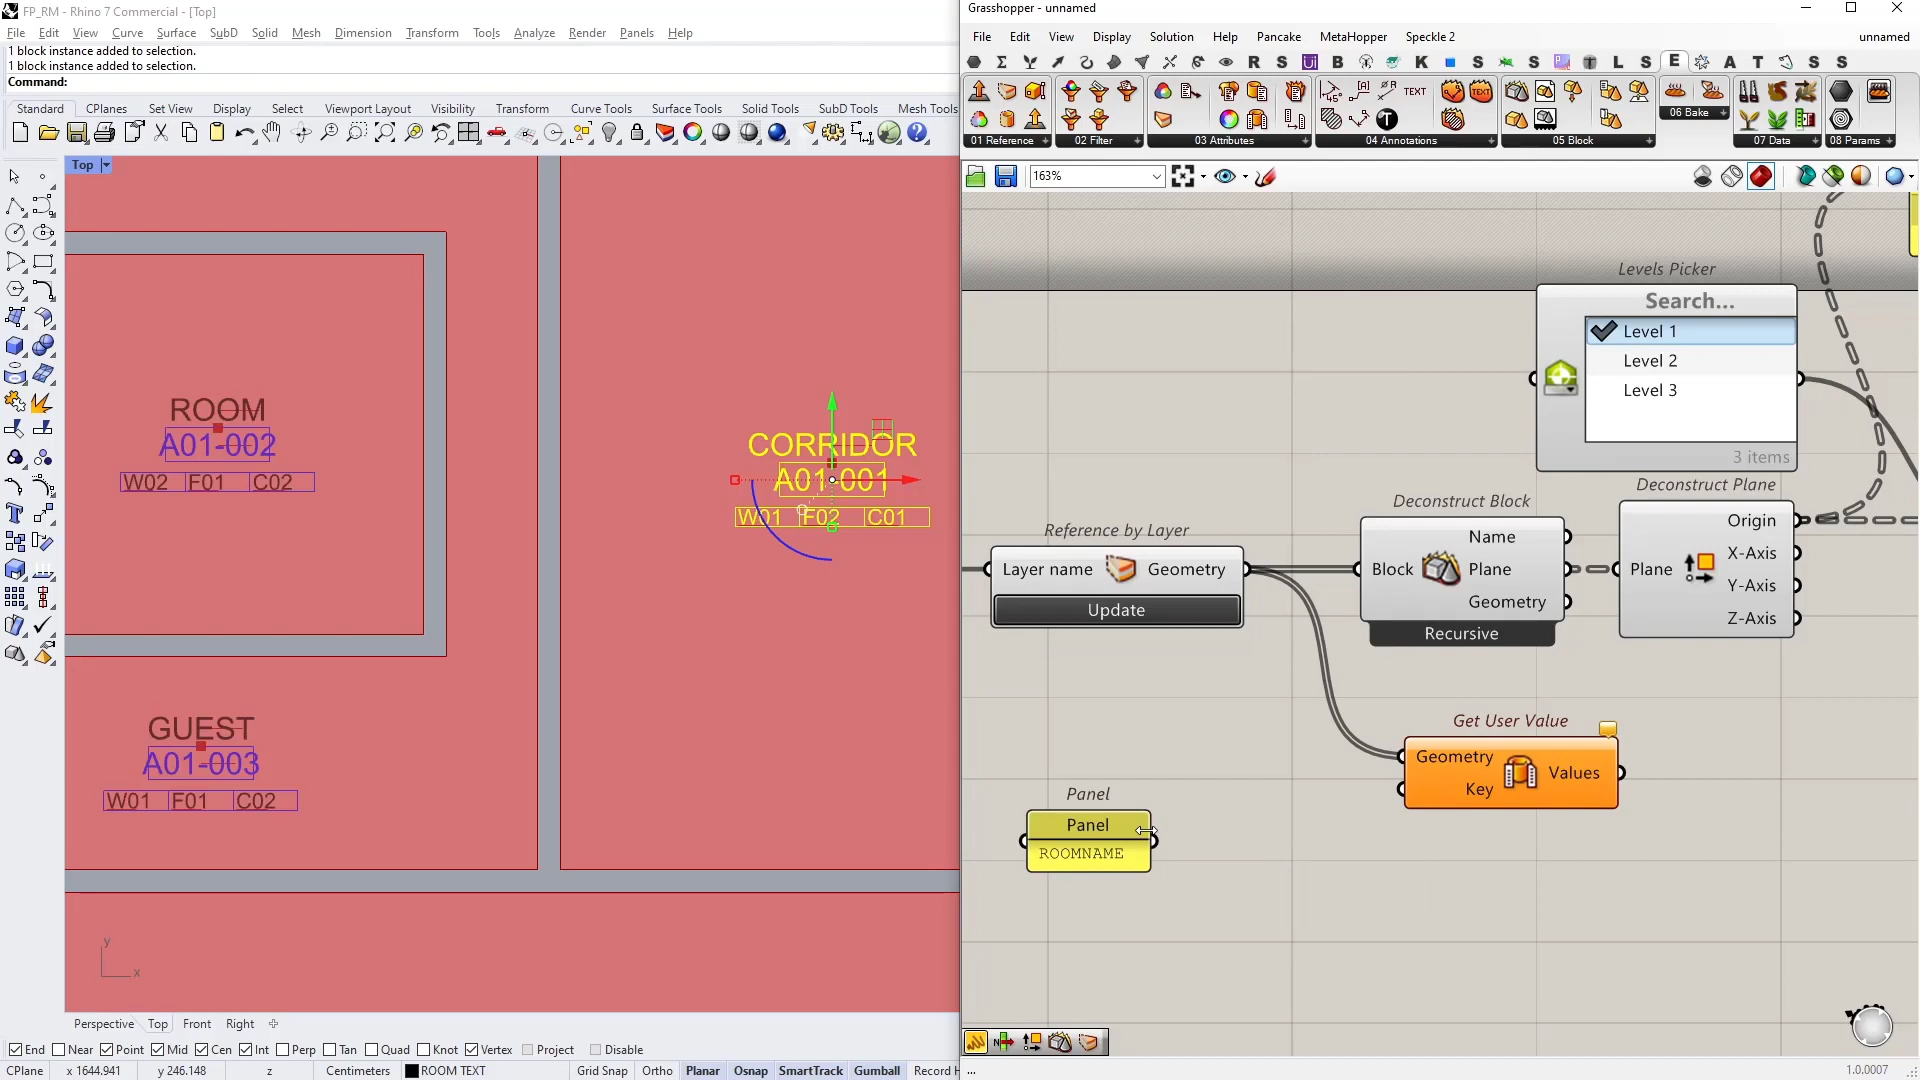 FP_RM - Rhino 7 Commercial - [Top]
File Edit View Curve Surface SubD Solid Mesh Dimension Transform Tools Analyze Render Panels Help
1 block instance added to selection.
1 block instance added to selection.
Command:
Standard CPlanes Set View Display Select Viewport Layout Visibility Transform Curve Tools Surface Tools Solid Tools SubD Tools Mesh Tools
Top
ROOM
A01-002
W02 F01 C02
CORRIDOR
A01-001
W01 F02 C01
GUEST
A01-003
W01 F01 C02
y
x
Perspective Top Front Right
End Near Point Mid Cen Int Perp Tan Quad Knot Vertex Project Disable
CPlane x 1644.941 y 246.148 z Centimeters ROOM TEXT Grid Snap Ortho Planar Osnap SmartTrack Gumball Record H
Grasshopper - unnamed
File Edit View Display Solution Help Pancake MetaHopper Speckle 2 unnamed
R S Ui B K S S L S E A T S S
TEXT TEXT
01 Reference 02 Filter 03 Attributes 04 Annotations 05 Block 06 Bake 07 Data 08 Params
163%
Levels Picker
Search...
Level 1
Level 2
Level 3
3 items
Reference by Layer
Layer name Geometry
Update
Deconstruct Block
Block
Name
Plane
Geometry
Recursive
Deconstruct Plane
Plane
Origin
X-Axis
Y-Axis
Z-Axis
Get User Value
Geometry
Key
Values
Panel
Panel
ROOMNAME
...
1.0.0007